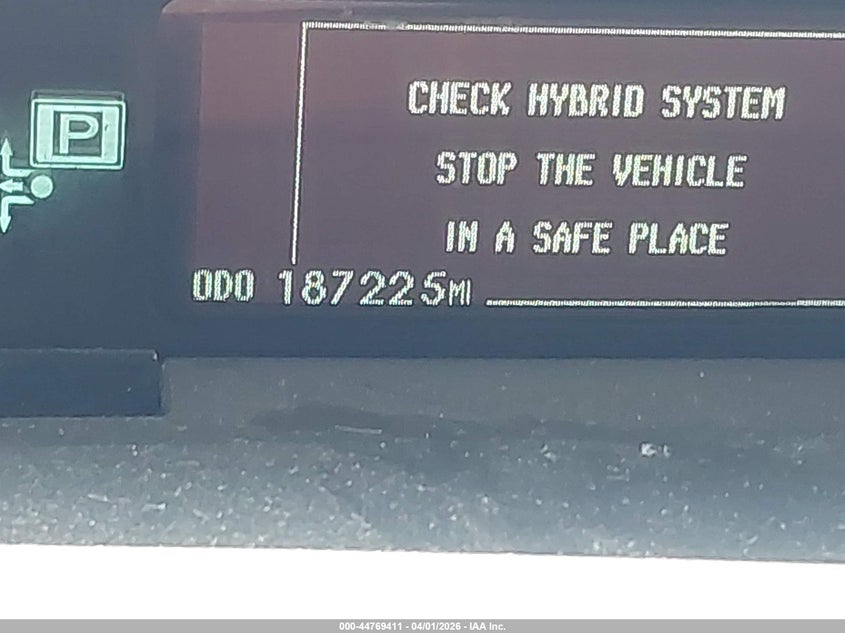 P
CHECK HYBRID SYSTEM
STOP THE VEHICLE
IN A SAFE PLACE
ODO 187225MI
000-44769411 - 04/01/2026 - IAA Inc.